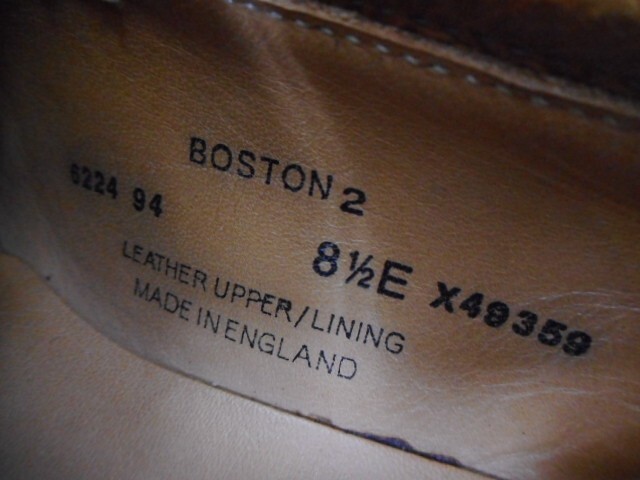 BOSTON 2
6224 94
8½E X49359
LEATHER UPPER/LINING
MADE IN ENGLAND